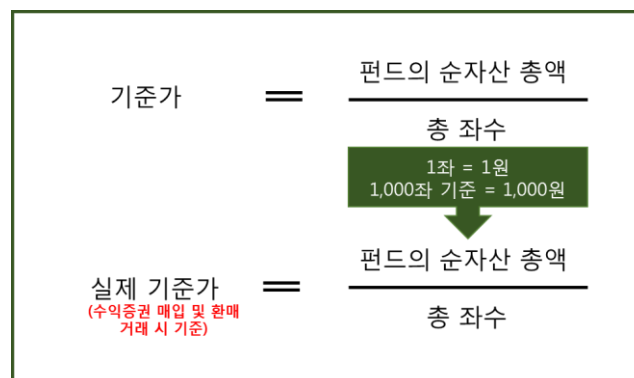 펀드의 순자산 총액
기준가 =
총 좌수
1좌 = 1원
1,000좌 기준 = 1,000원
펀드의 순자산 총액
실제 기준가 =
(수익증권 매입 및 환매
거래 시 기준)
총 좌수